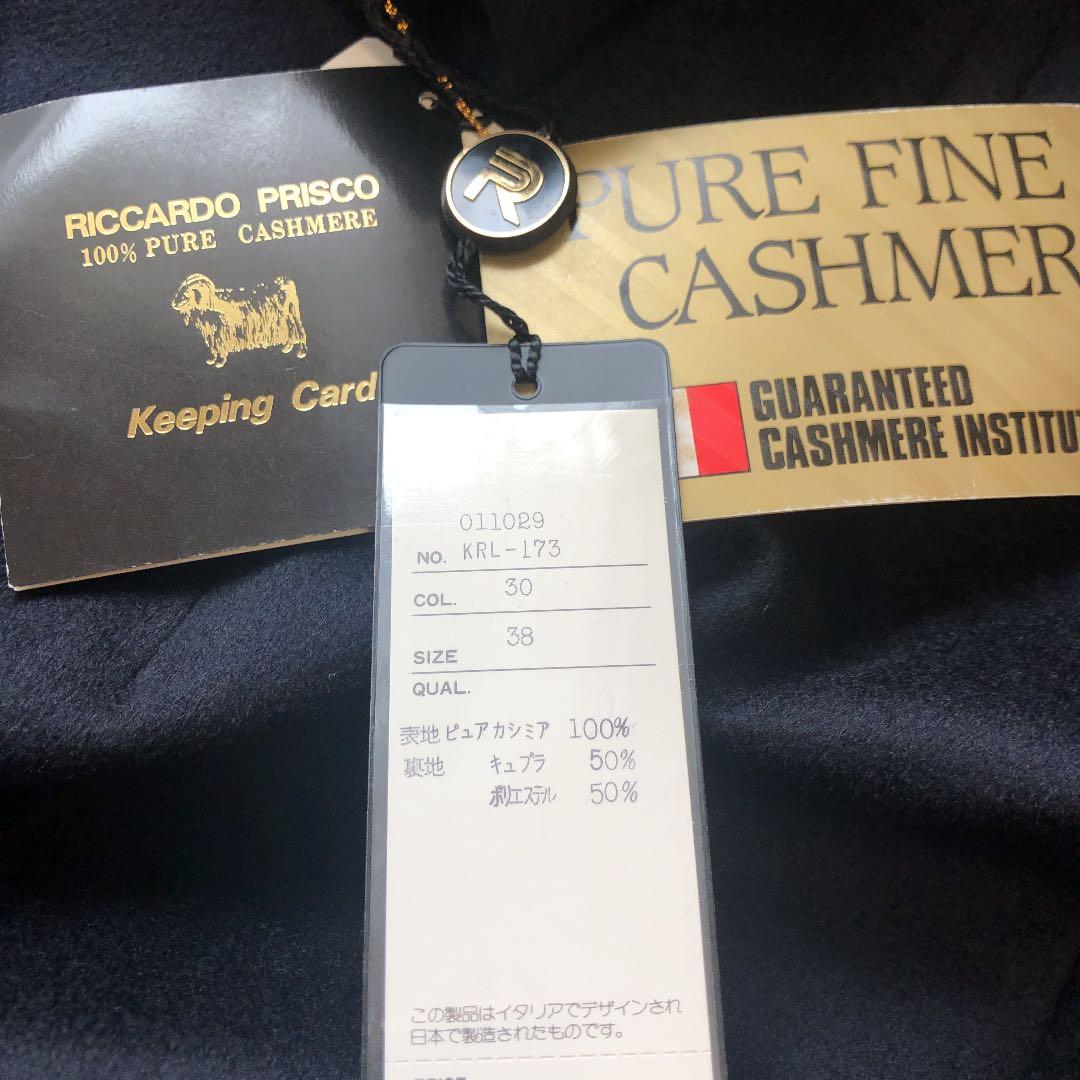 RICCARDO PRISCO
100% PURE CASHMERE
Keeping Card
R
PURE FINE
CASHMER
GUARANTEED
CASHMERE INSTITU
011029
NO. KRL-173
COL. 30
SIZE 38
QUAL.
表地 ピュアカシミア 100%
裏地 キュプラ 50%
ポリエステル 50%
この製品はイタリアでデザインされ
日本で製造されたものです。